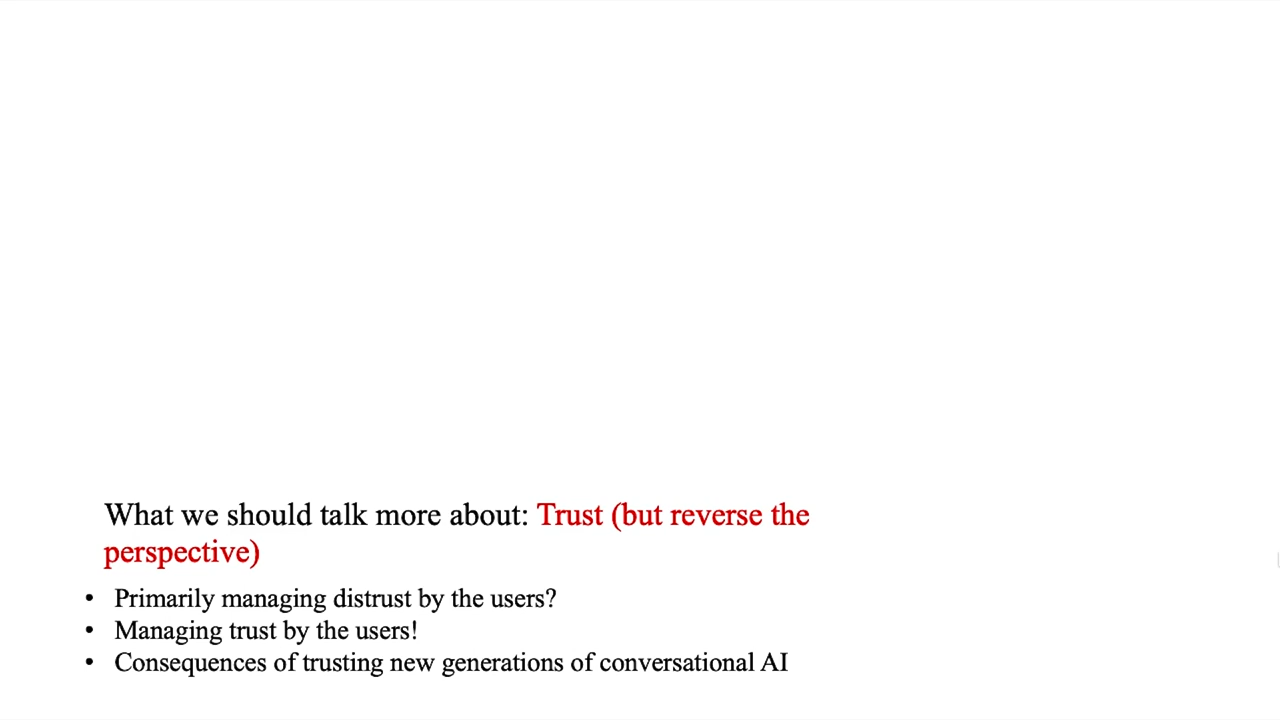 What we should talk more about: Trust (but reverse the
perspective)
• Primarily managing distrust by the users?
• Managing trust by the users!
• Consequences of trusting new generations of conversational AI